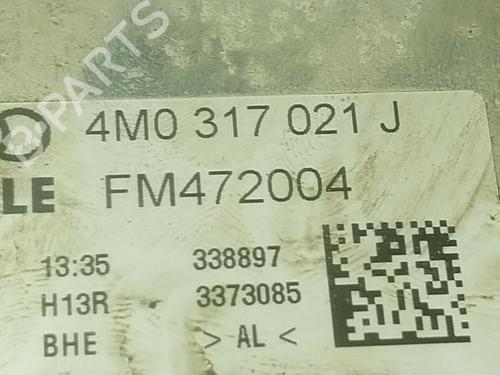 B-PARTS
4M0 317 021 J
LE FM472004
13:35 338897
H13R 3373085
BHE > AL <